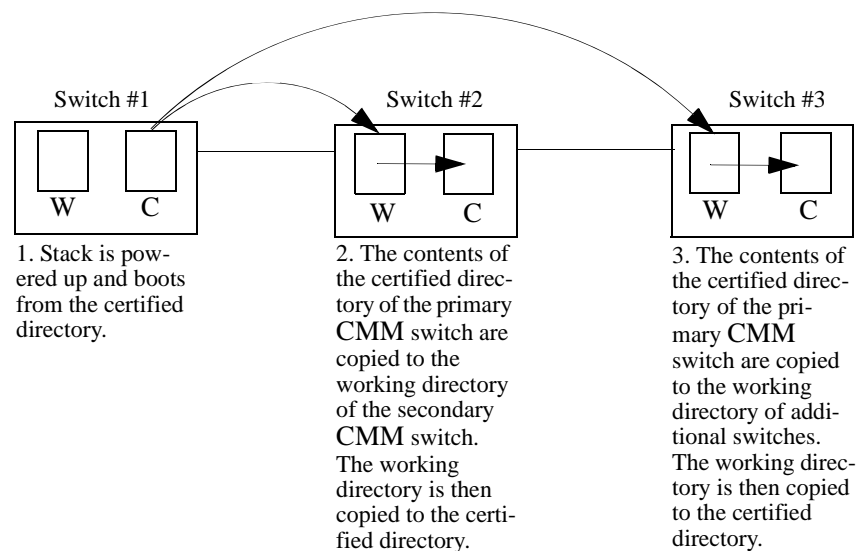 Switch #1
Switch #2
Switch #3
W
C
W
C
W
C
1. Stack is pow-
ered up and boots
from the certified
directory.
2. The contents of
the certified direc-
tory of the primary
CMM switch are
copied to the
working directory
of the secondary
CMM switch.
The working
directory is then
copied to the certi-
fied directory.
3. The contents of
the certified direc-
tory of the pri-
mary CMM
switch are copied
to the working
directory of addi-
tional switches.
The working direc-
tory is then copied
to the certified
directory.